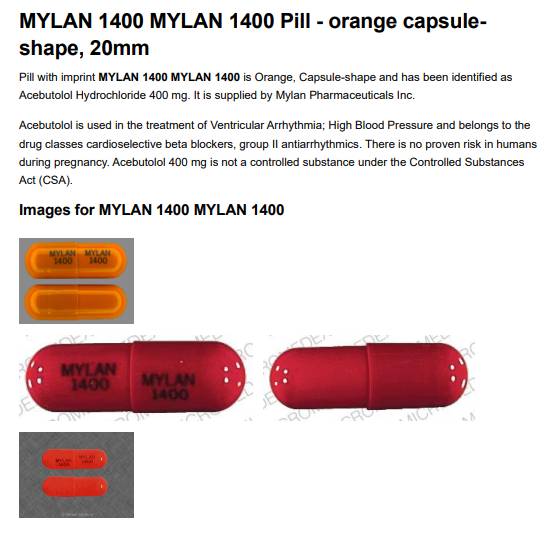 MYLAN 1400 MYLAN 1400 Pill - orange capsule-
shape, 20mm
Pill with imprint MYLAN 1400 MYLAN 1400 is Orange, Capsule-shape and has been identified as
Acebutolol Hydrochloride 400 mg. It is supplied by Mylan Pharmaceuticals Inc.
Acebutolol is used in the treatment of Ventricular Arrhythmia; High Blood Pressure and belongs to the
drug classes cardioselective beta blockers, group II antiarrhythmics. There is no proven risk in humans
during pregnancy. Acebutolol 400 mg is not a controlled substance under the Controlled Substances
Act (CSA).
Images for MYLAN 1400 MYLAN 1400
MYLAN MYLAN
1400 1400
MYLAN
1400
MYLAN
1400
MYLAN
MYLAN